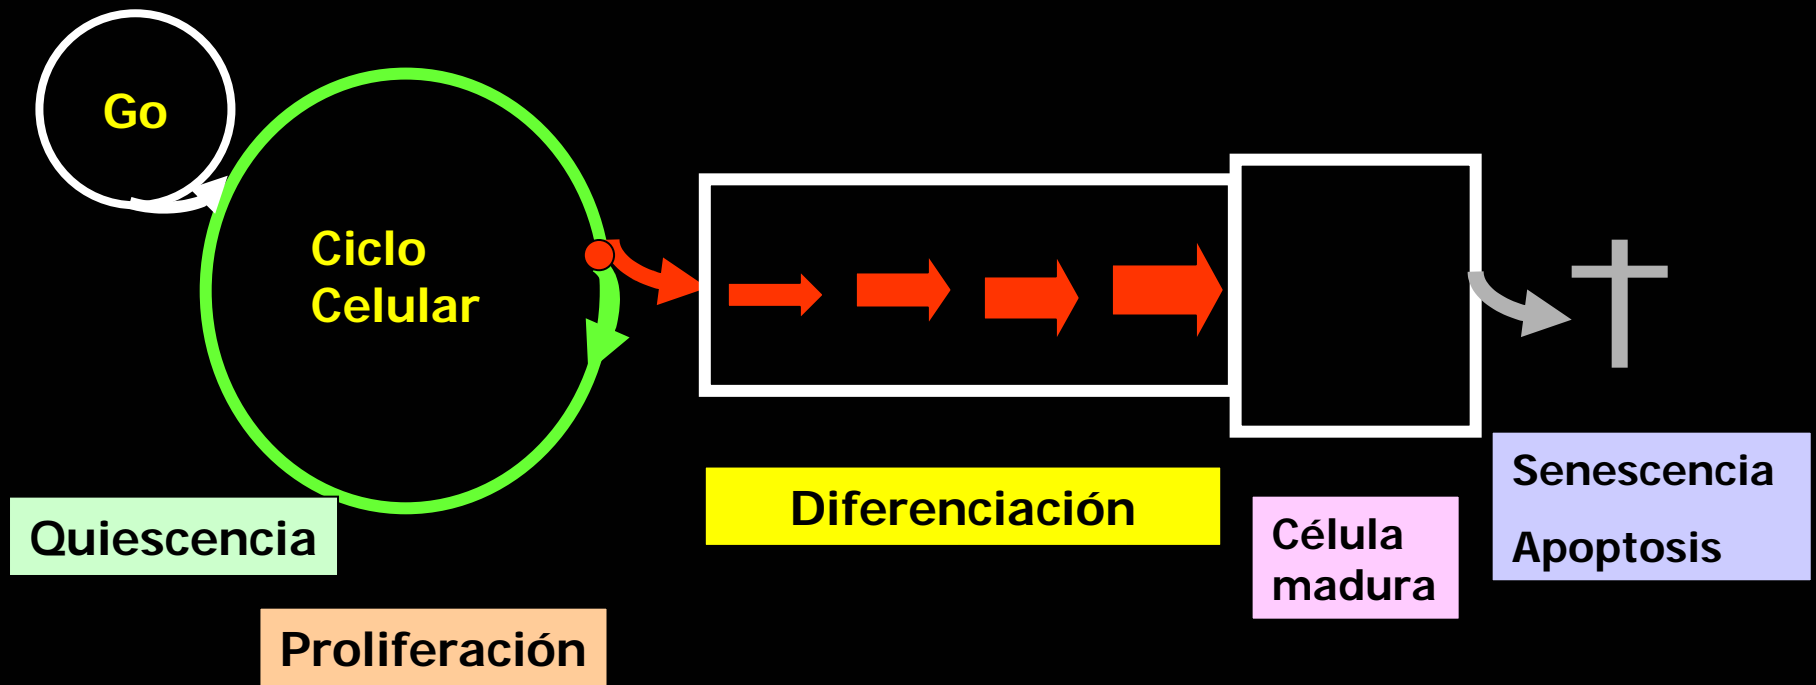 Go
Ciclo
Celular
Quiescencia
Proliferación
Diferenciación
Célula
madura
Senescencia
Apoptosis